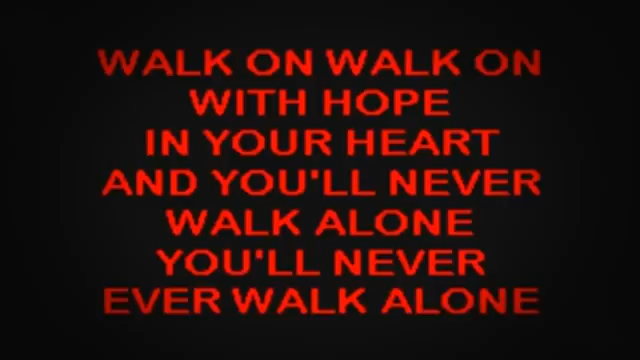 WALK ON WALK ON
WITH HOPE
IN YOUR HEART
AND YOU'LL NEVER
WALK ALONE
YOU'LL NEVER
EVER WALK ALONE